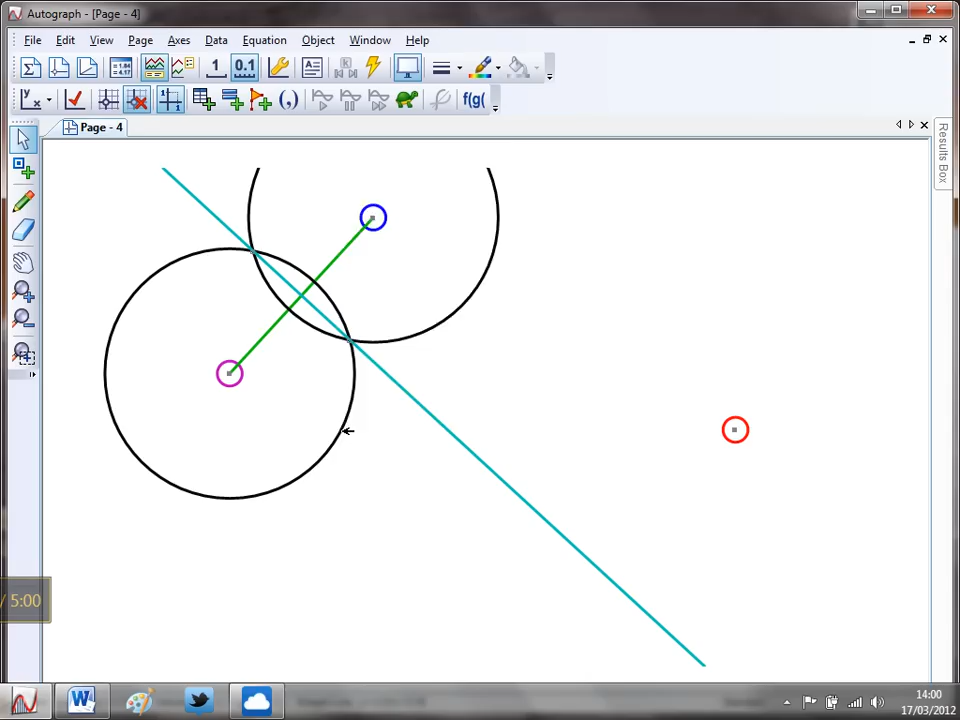 Autograph - [Page - 4]
File Edit View Page Axes Data Equation Object Window Help
1 0.1
f(g(
Page - 4
Results Box
/ 5:00
14:00
17/03/2012